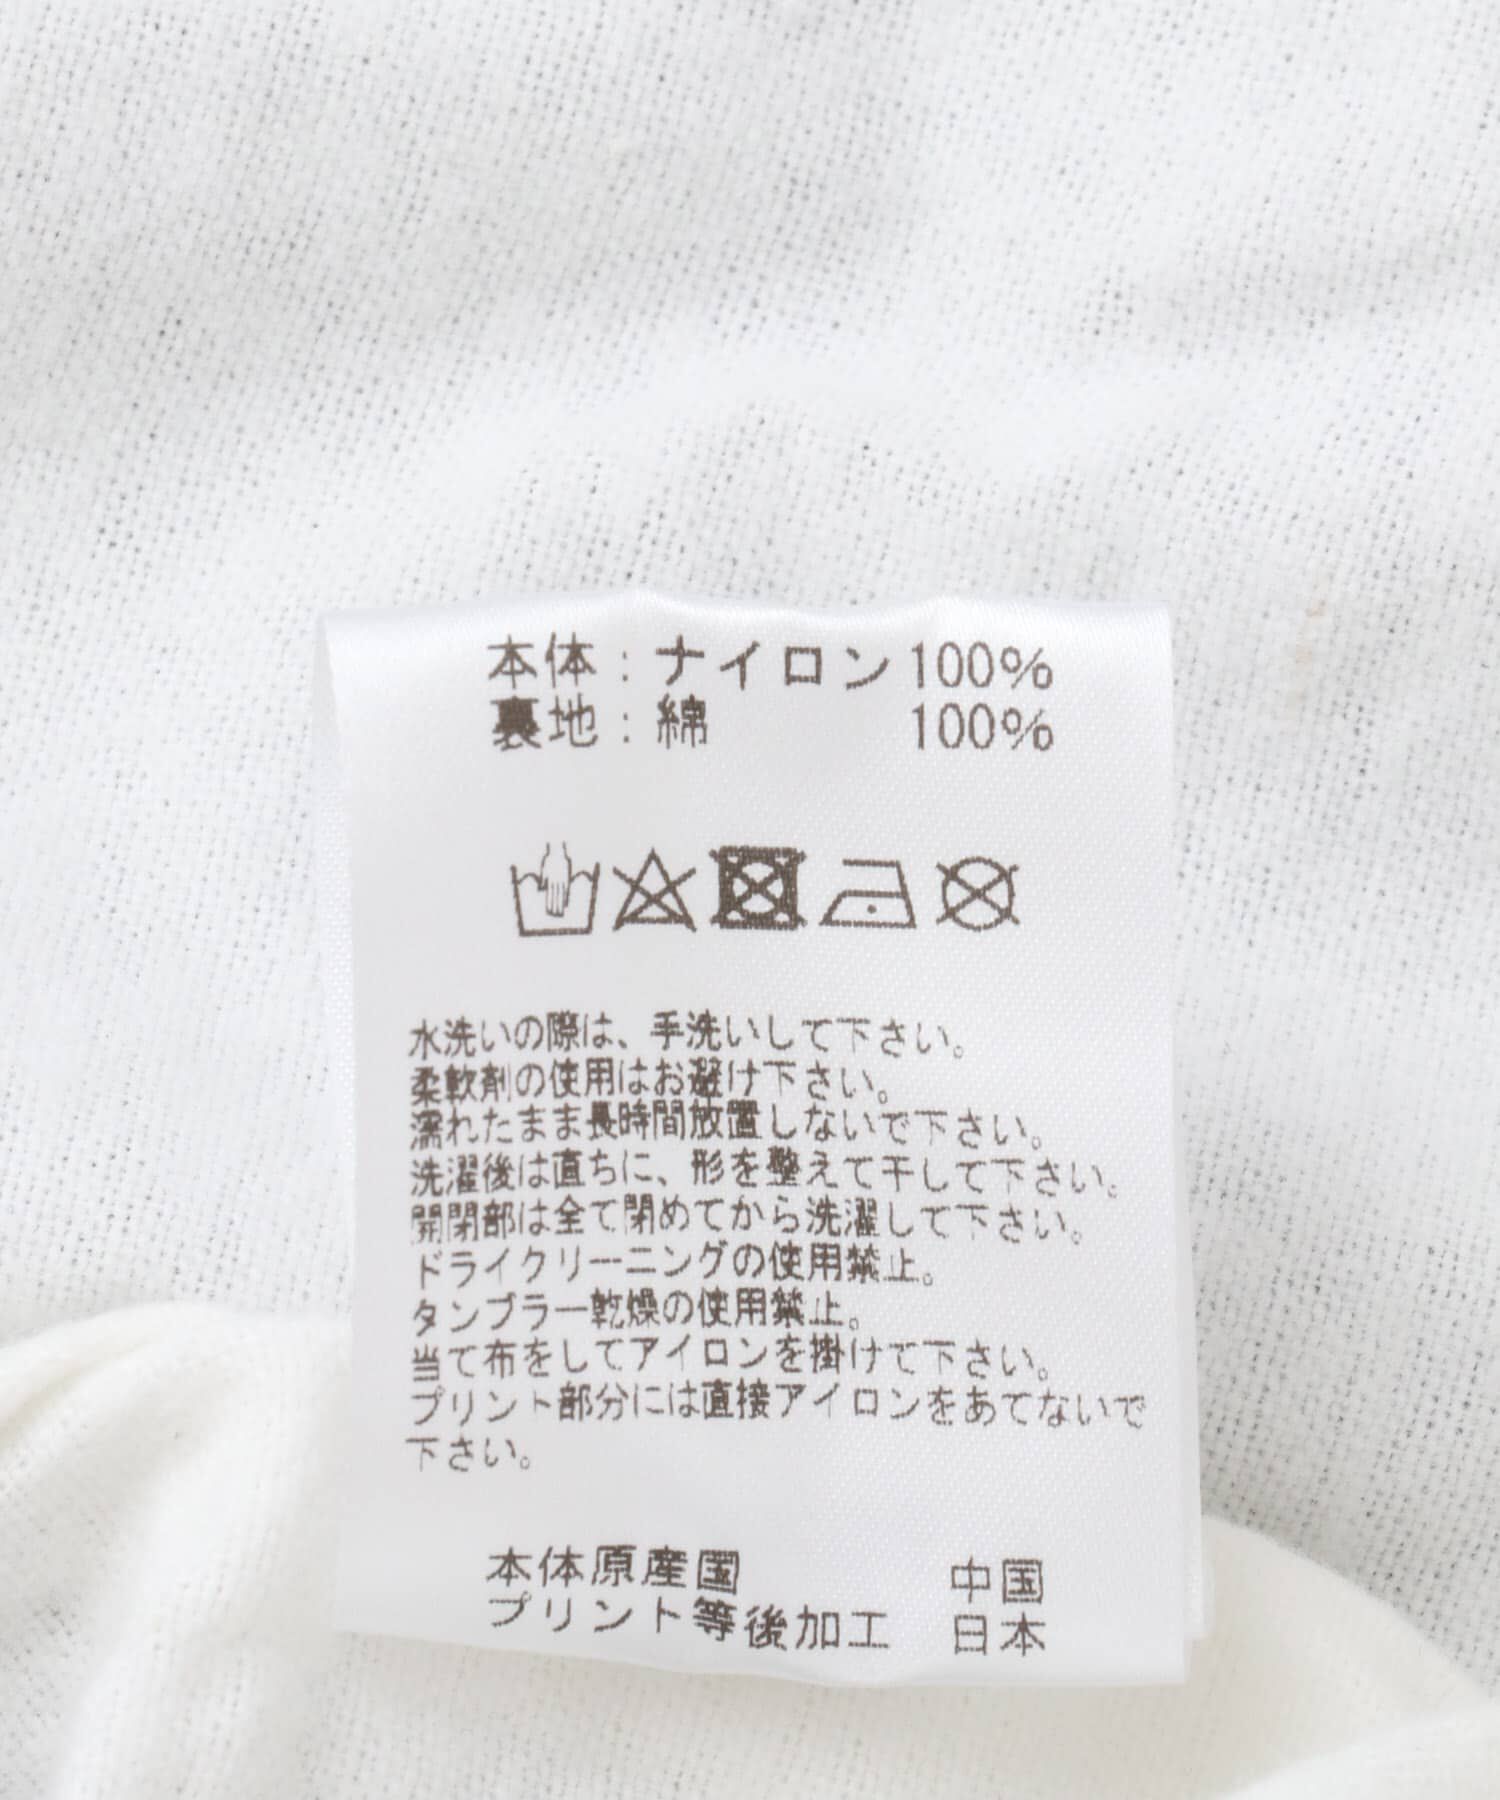 本体：ナイロン100%
裏地：綿 100%
水洗いの際は、手洗いして下さい。
柔軟剤の使用はお避け下さい。
濡れたまま長時間放置しないで下さい。
洗濯後は直ちに、形を整えて干して下さい。
開閉部は全て閉めてから洗濯して下さい。
ドライクリーニングの使用禁止。
タンブラー乾燥の使用禁止。
当て布をしてアイロンを掛けて下さい。
プリント部分には直接アイロンをあてないで
下さい。
本体原産国 中国
プリント等後加工 日本